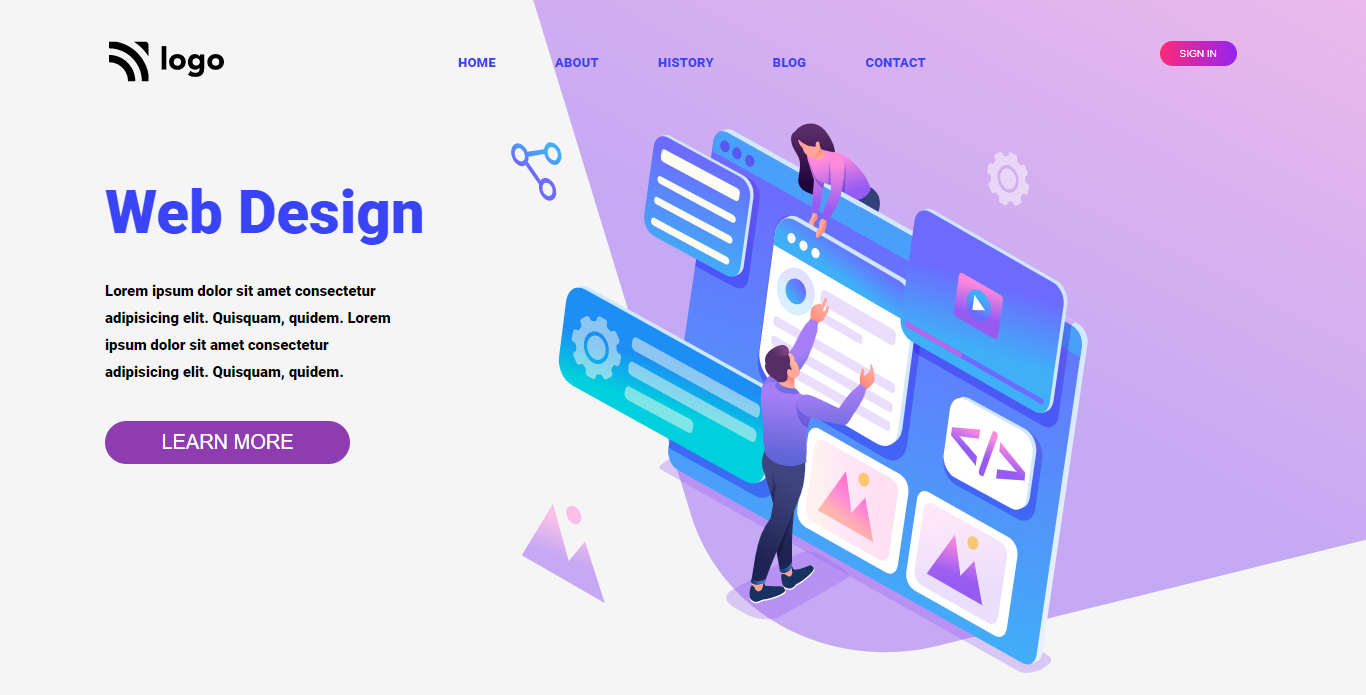 logo
HOME ABOUT HISTORY BLOG CONTACT
SIGN IN
Web Design
Lorem ipsum dolor sit amet consectetur
adipisicing elit. Quisquam, quidem. Lorem
ipsum dolor sit amet consectetur
adipisicing elit. Quisquam, quidem.
LEARN MORE
</>